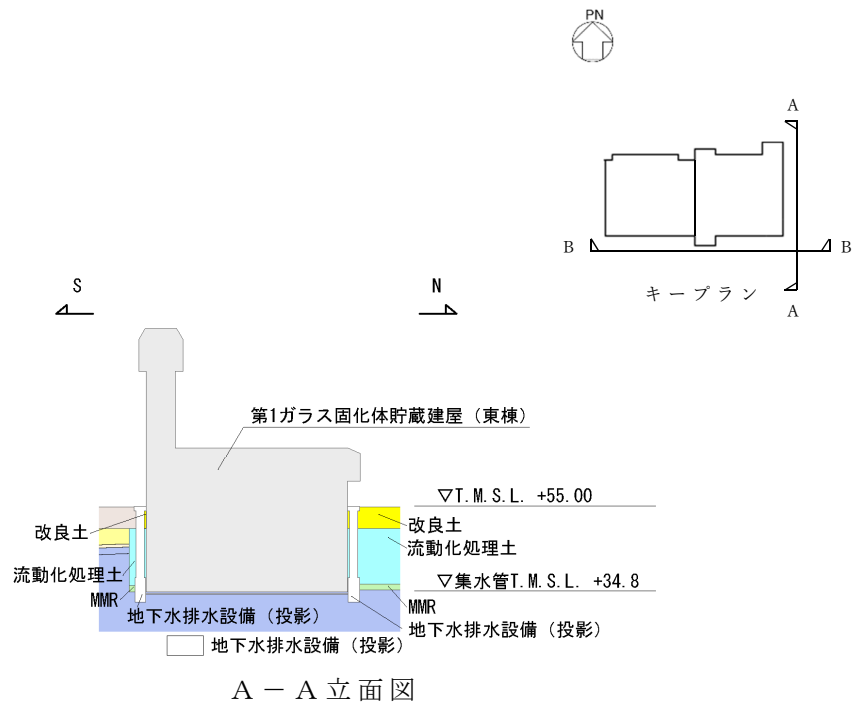 PN
A
B
B
キープラン
A
S
N
第1ガラス固化体貯蔵建屋（東棟）
▽T.M.S.L. +55.00
改良土
改良土
流動化処理土
流動化処理土
▽集水管T.M.S.L. +34.8
MMR
MMR
地下水排水設備（投影）
地下水排水設備（投影）
地下水排水設備（投影）
A－A立面図